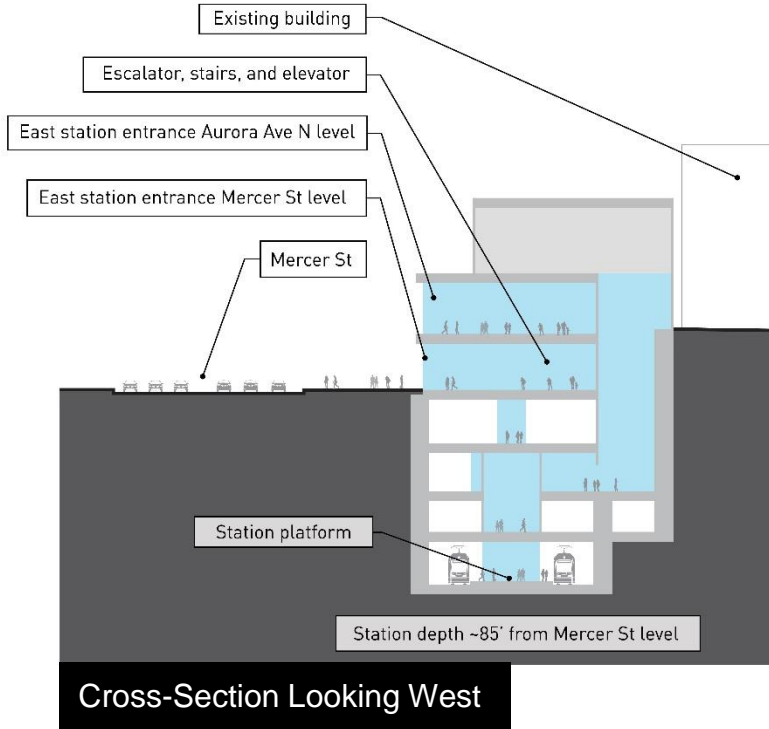 Existing building
Escalator, stairs, and elevator
East station entrance Aurora Ave N level
East station entrance Mercer St level
Mercer St
Station platform
Station depth ~85’ from Mercer St level
Cross-Section Looking West